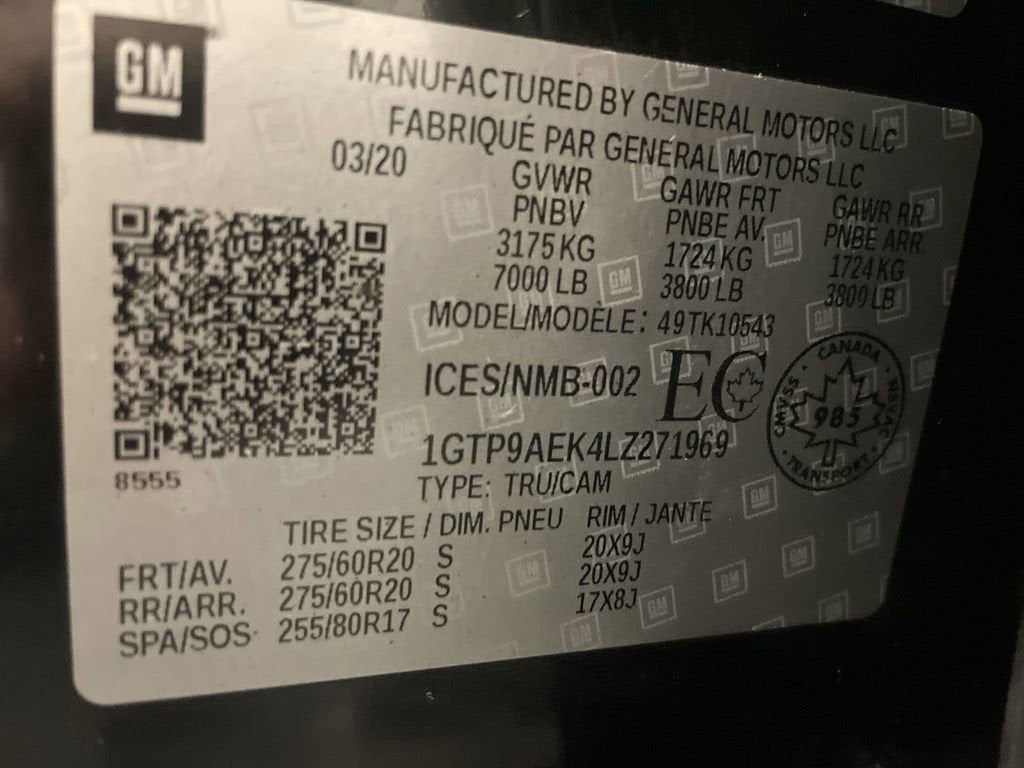 GM
MANUFACTURED BY GENERAL MOTORS LLC
FABRIQUÉ PAR GENERAL MOTORS LLC
03/20
GVWR GAWR FRT GAWR RR
PNBV PNBE AV. PNBE ARR.
3175 KG 1724 KG 1724 KG
7000 LB 3800 LB 3800 LB
MODEL/MODÈLE: 49TK10543
ICES/NMB-002 EC
CANADA
CMVSS 985 NSVAC
TRANSPORT
1GTP9AEK4LZ271969
8555
TYPE: TRU/CAM
TIRE SIZE / DIM. PNEU RIM / JANTE
FRT/AV. 275/60R20 S 20X9J
RR/ARR. 275/60R20 S 20X9J
SPA/SOS 255/80R17 S 17X8J